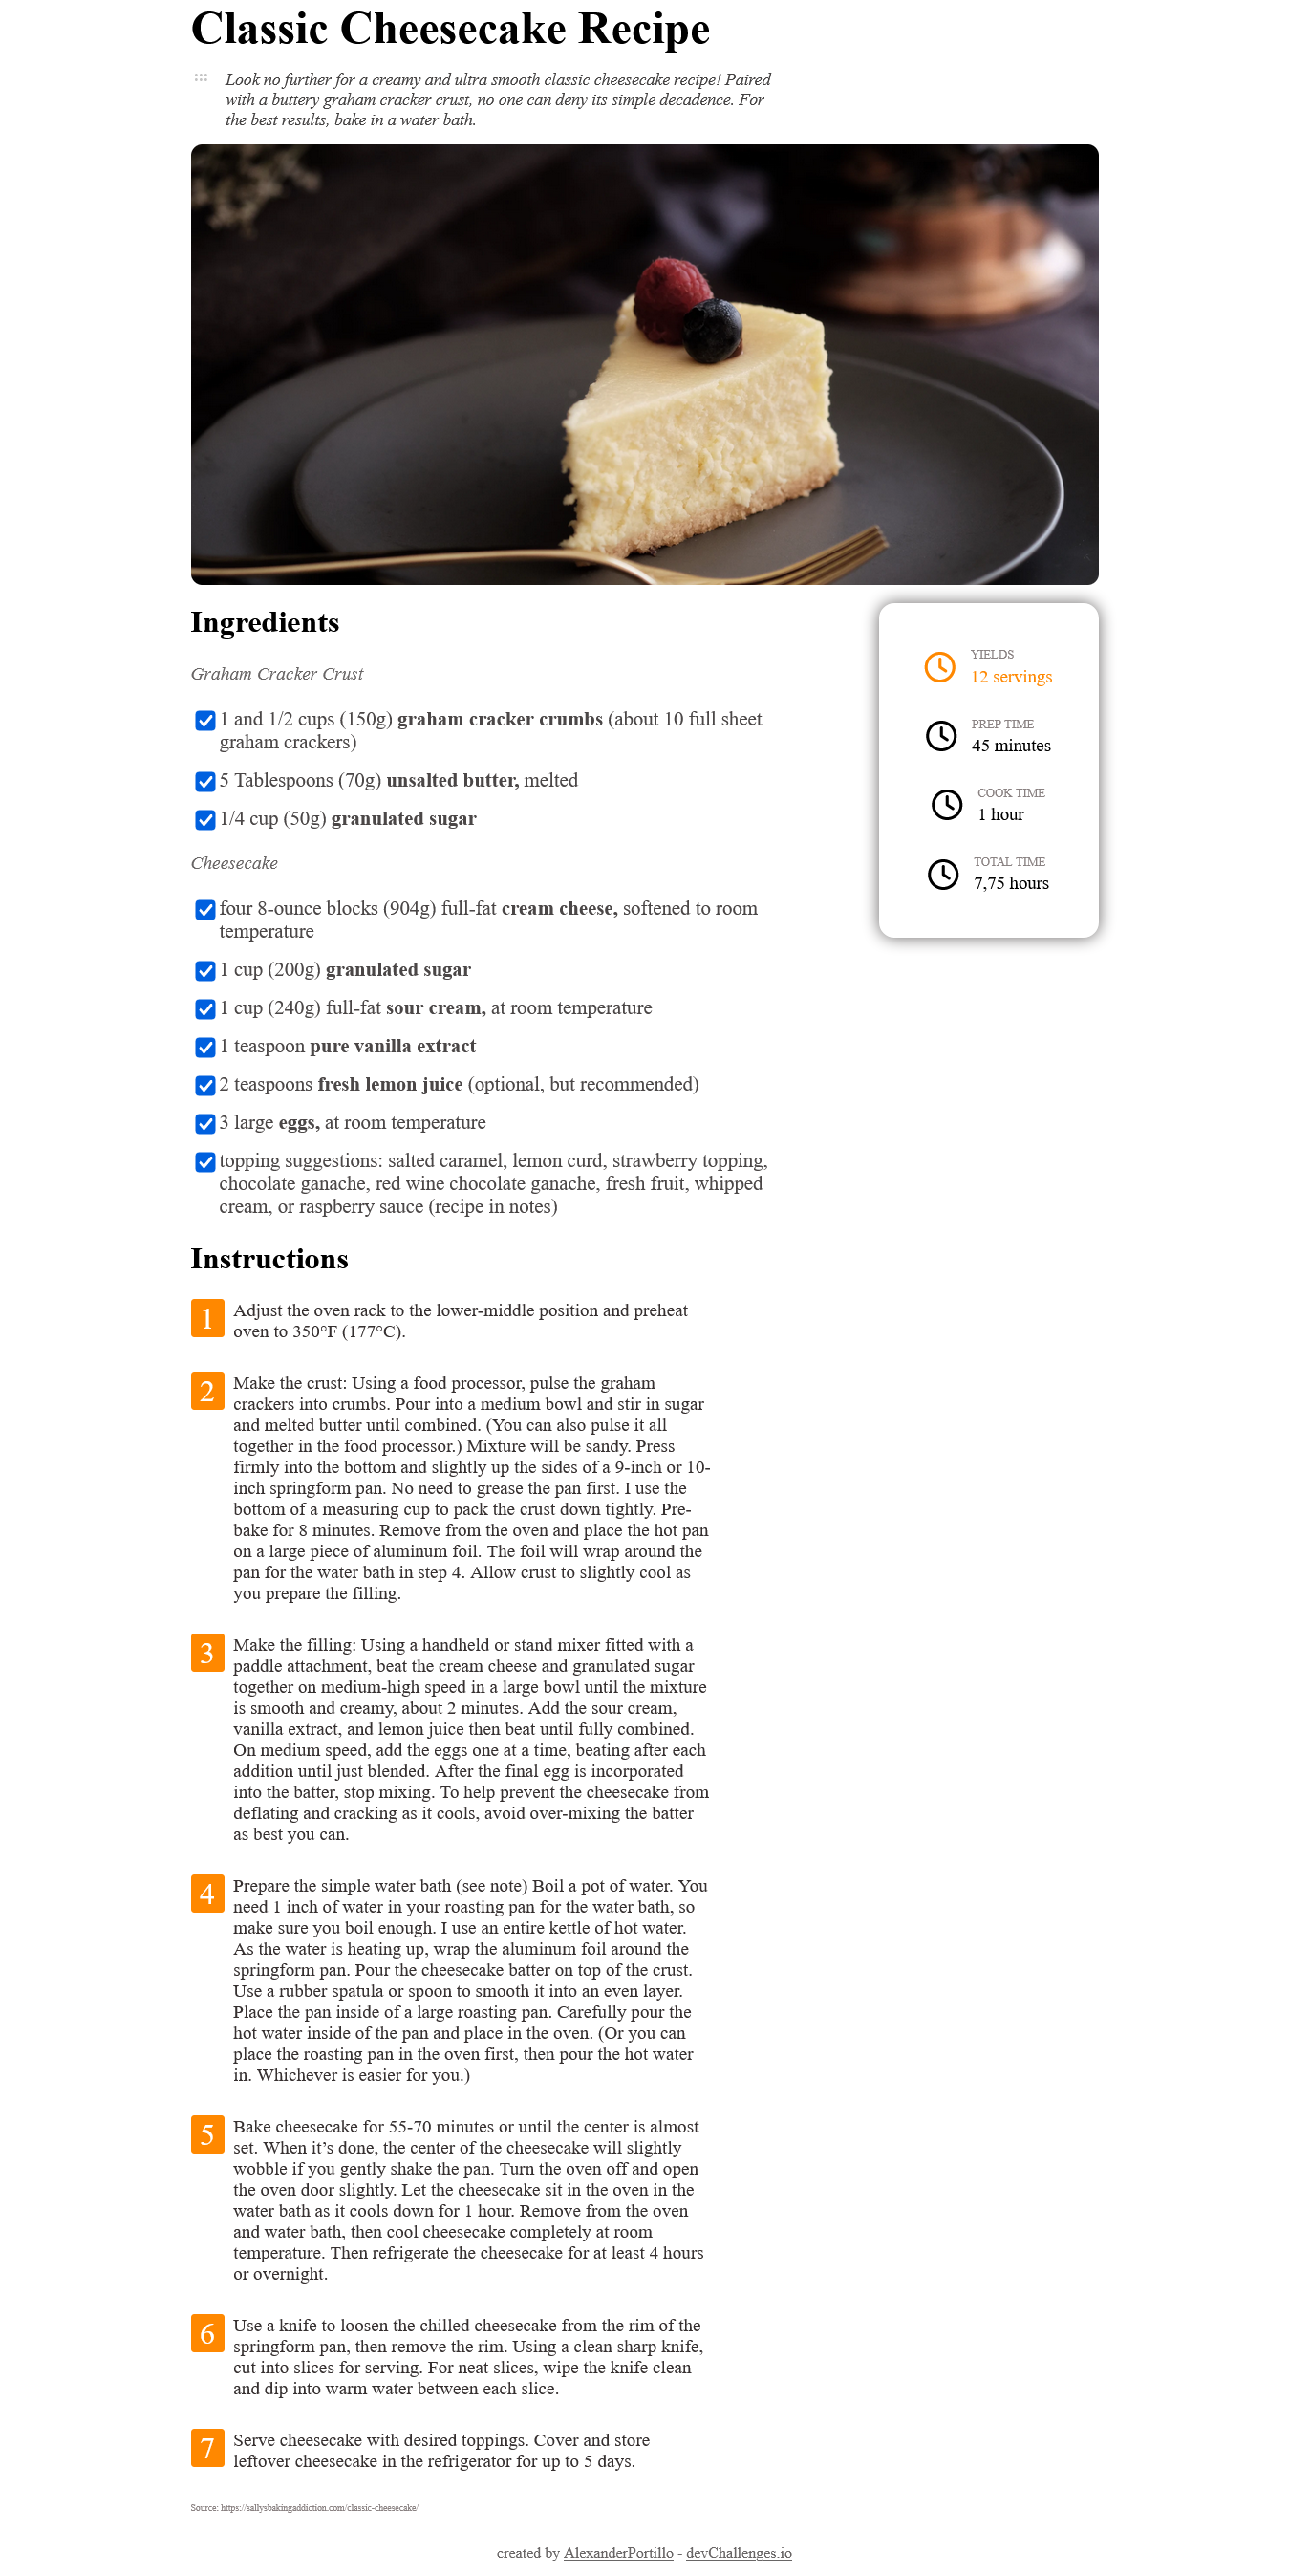 Classic Cheesecake Recipe
Look no further for a creamy and ultra smooth classic cheesecake recipe! Paired
with a buttery graham cracker crust, no one can deny its simple decadence. For
the best results, bake in a water bath.
Ingredients
Graham Cracker Crust
1 and 1/2 cups (150g) graham cracker crumbs (about 10 full sheet
graham crackers)
5 Tablespoons (70g) unsalted butter, melted
1/4 cup (50g) granulated sugar
Cheesecake
four 8-ounce blocks (904g) full-fat cream cheese, softened to room
temperature
1 cup (200g) granulated sugar
1 cup (240g) full-fat sour cream, at room temperature
1 teaspoon pure vanilla extract
2 teaspoons fresh lemon juice (optional, but recommended)
3 large eggs, at room temperature
topping suggestions: salted caramel, lemon curd, strawberry topping,
chocolate ganache, red wine chocolate ganache, fresh fruit, whipped
cream, or raspberry sauce (recipe in notes)
YIELDS
12 servings
PREP TIME
45 minutes
COOK TIME
1 hour
TOTAL TIME
7,75 hours
Instructions
1 Adjust the oven rack to the lower-middle position and preheat
oven to 350°F (177°C).
2 Make the crust: Using a food processor, pulse the graham
crackers into crumbs. Pour into a medium bowl and stir in sugar
and melted butter until combined. (You can also pulse it all
together in the food processor.) Mixture will be sandy. Press
firmly into the bottom and slightly up the sides of a 9-inch or 10-
inch springform pan. No need to grease the pan first. I use the
bottom of a measuring cup to pack the crust down tightly. Pre-
bake for 8 minutes. Remove from the oven and place the hot pan
on a large piece of aluminum foil. The foil will wrap around the
pan for the water bath in step 4. Allow crust to slightly cool as
you prepare the filling.
3 Make the filling: Using a handheld or stand mixer fitted with a
paddle attachment, beat the cream cheese and granulated sugar
together on medium-high speed in a large bowl until the mixture
is smooth and creamy, about 2 minutes. Add the sour cream,
vanilla extract, and lemon juice then beat until fully combined.
On medium speed, add the eggs one at a time, beating after each
addition until just blended. After the final egg is incorporated
into the batter, stop mixing. To help prevent the cheesecake from
deflating and cracking as it cools, avoid over-mixing the batter
as best you can.
4 Prepare the simple water bath (see note) Boil a pot of water. You
need 1 inch of water in your roasting pan for the water bath, so
make sure you boil enough. I use an entire kettle of hot water.
As the water is heating up, wrap the aluminum foil around the
springform pan. Pour the cheesecake batter on top of the crust.
Use a rubber spatula or spoon to smooth it into an even layer.
Place the pan inside of a large roasting pan. Carefully pour the
hot water inside of the pan and place in the oven. (Or you can
place the roasting pan in the oven first, then pour the hot water
in. Whichever is easier for you.)
5 Bake cheesecake for 55-70 minutes or until the center is almost
set. When it’s done, the center of the cheesecake will slightly
wobble if you gently shake the pan. Turn the oven off and open
the oven door slightly. Let the cheesecake sit in the oven in the
water bath as it cools down for 1 hour. Remove from the oven
and water bath, then cool cheesecake completely at room
temperature. Then refrigerate the cheesecake for at least 4 hours
or overnight.
6 Use a knife to loosen the chilled cheesecake from the rim of the
springform pan, then remove the rim. Using a clean sharp knife,
cut into slices for serving. For neat slices, wipe the knife clean
and dip into warm water between each slice.
7 Serve cheesecake with desired toppings. Cover and store
leftover cheesecake in the refrigerator for up to 5 days.
Source: https://sallysbakingaddiction.com/classic-cheesecake/
created by AlexanderPortillo - devChallenges.io